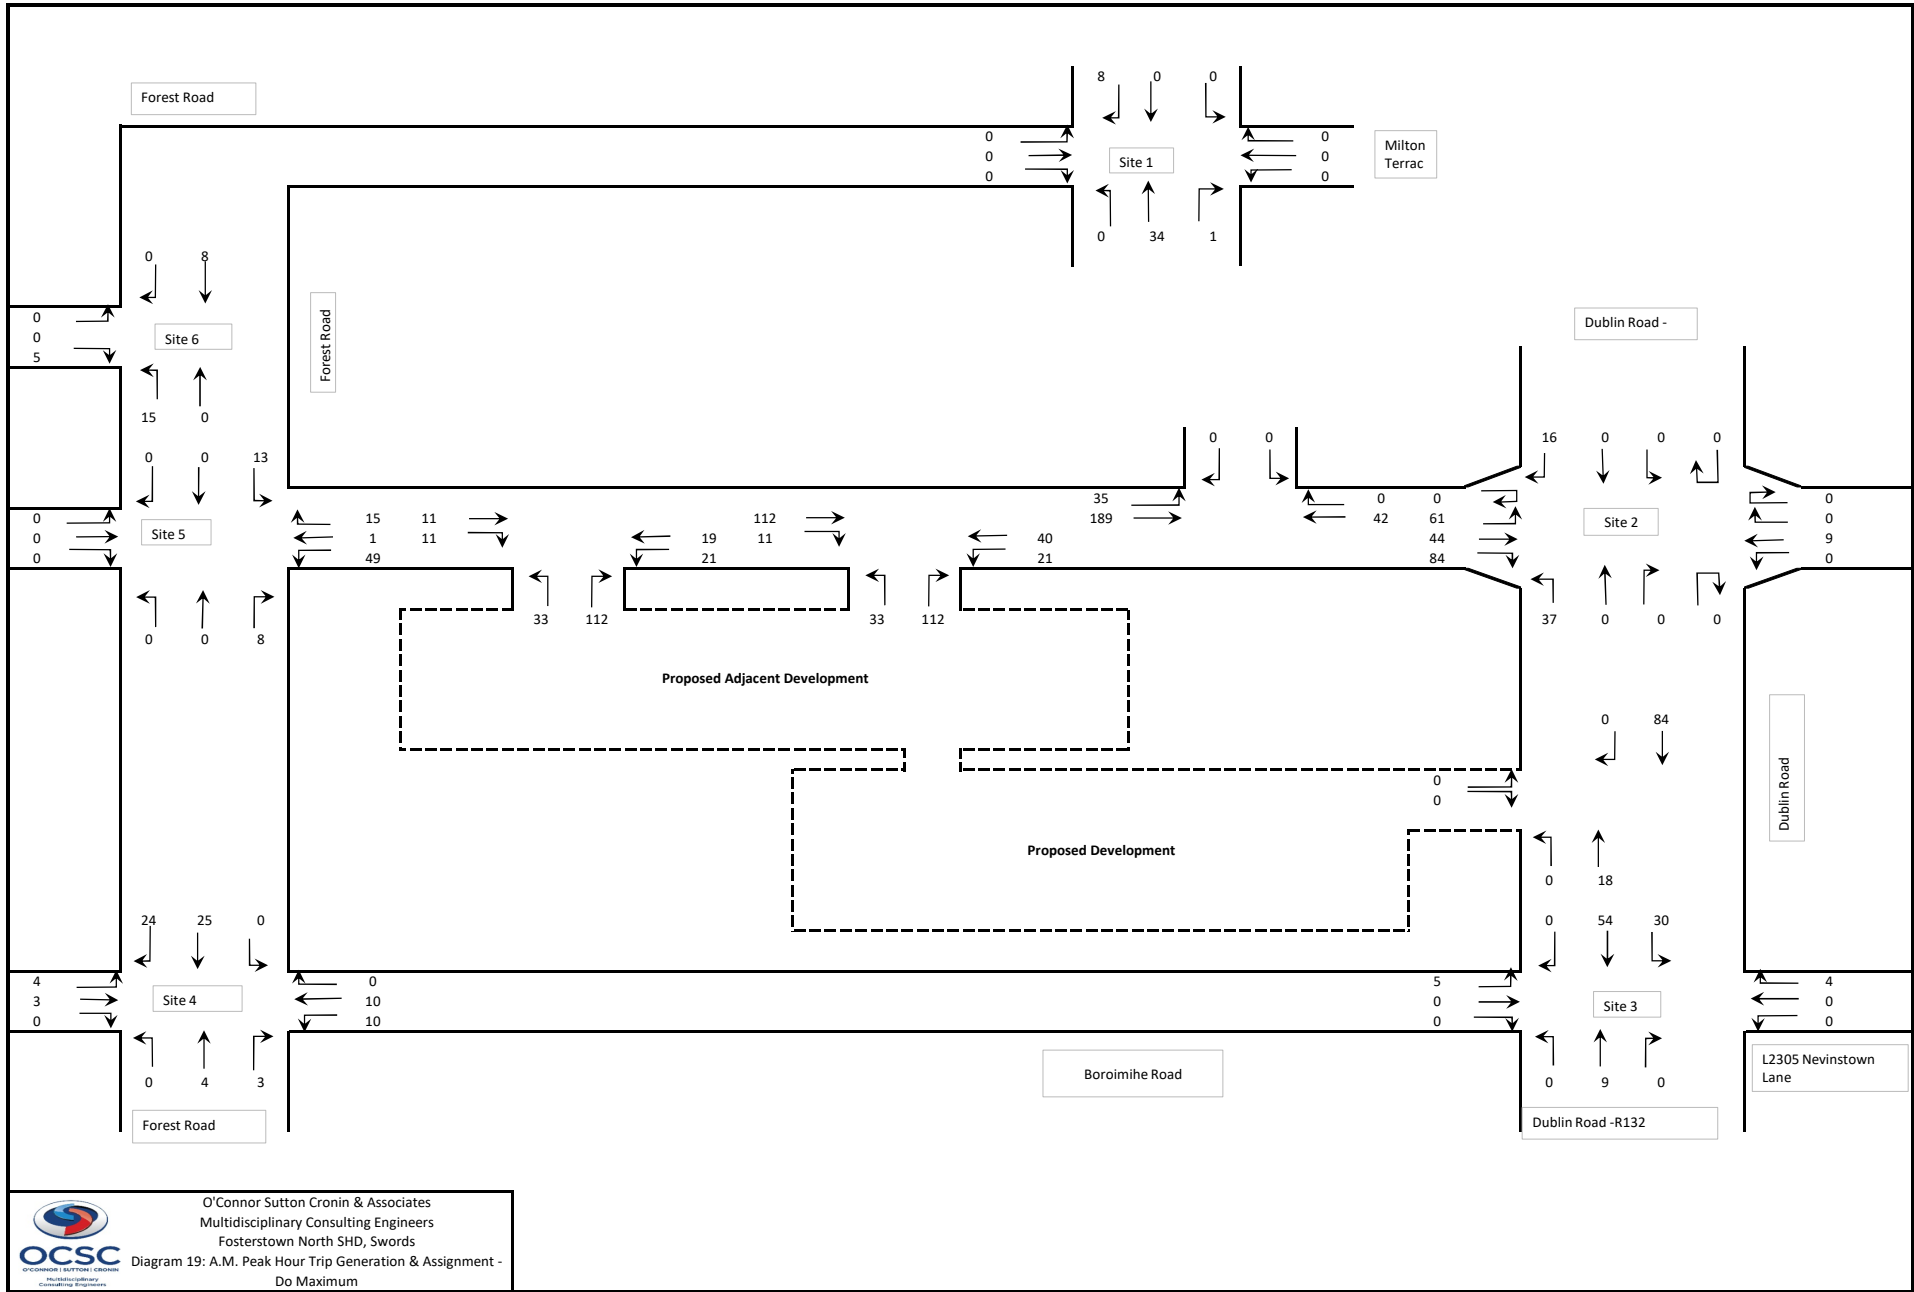 8 0 0
Forest Road
0 0
0 Site 1 0
0 0
Milton
Terrac
0 34 1
0 8
Forest Road
Dublin Road -
0
0 Site 6
5
15 0
0 0 13
0 0
16 0 0 0
35 0 0 0
0 15 11 112 189 42 61 0
0 Site 5 1 11 19 11 40 44 Site 2 9
0 49 21 21 84 0
33 112 33 112
37 0 0 0
0 0 8
Proposed Adjacent Development
0 84
Dublin Road
0
0
Proposed Development
0 18
24 25 0
0 54 30
4 0 5 4
3 Site 4 10 0 Site 3 0
0 10 0 0
Boroimihe Road
L2305 Nevinstown
Lane
0 4 3
0 9 0
Forest Road
Dublin Road -R132
O'Connor Sutton Cronin & Associates
Multidisciplinary Consulting Engineers
Fosterstown North SHD, Swords
Diagram 19: A.M. Peak Hour Trip Generation & Assignment -
Do Maximum
OCSC
O'CONNOR | SUTTON | CRONIN
Multidisciplinary
Consulting Engineers